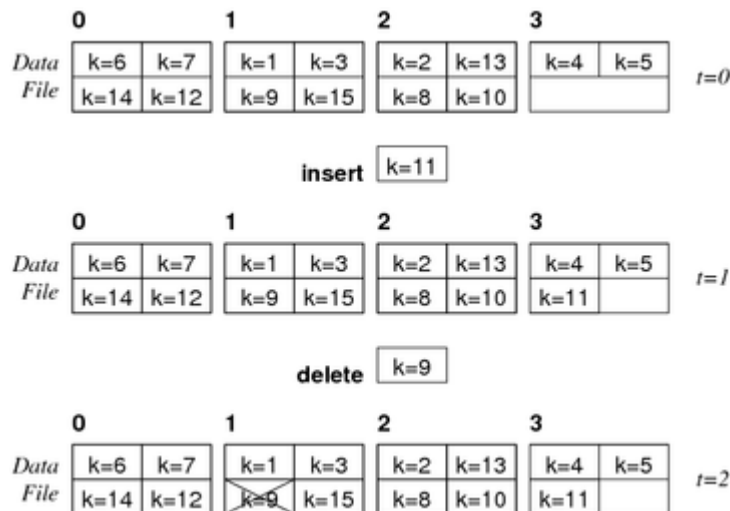 0 1 2 3
Data k=6 k=7 k=1 k=3 k=2 k=13 k=4 k=5 t=0
File k=14 k=12 k=9 k=15 k=8 k=10
insert k=11
0 1 2 3
Data k=6 k=7 k=1 k=3 k=2 k=13 k=4 k=5 t=1
File k=14 k=12 k=9 k=15 k=8 k=10 k=11
delete k=9
0 1 2 3
Data k=6 k=7 k=1 k=3 k=2 k=13 k=4 k=5 t=2
File k=14 k=12 k=9 k=15 k=8 k=10 k=11